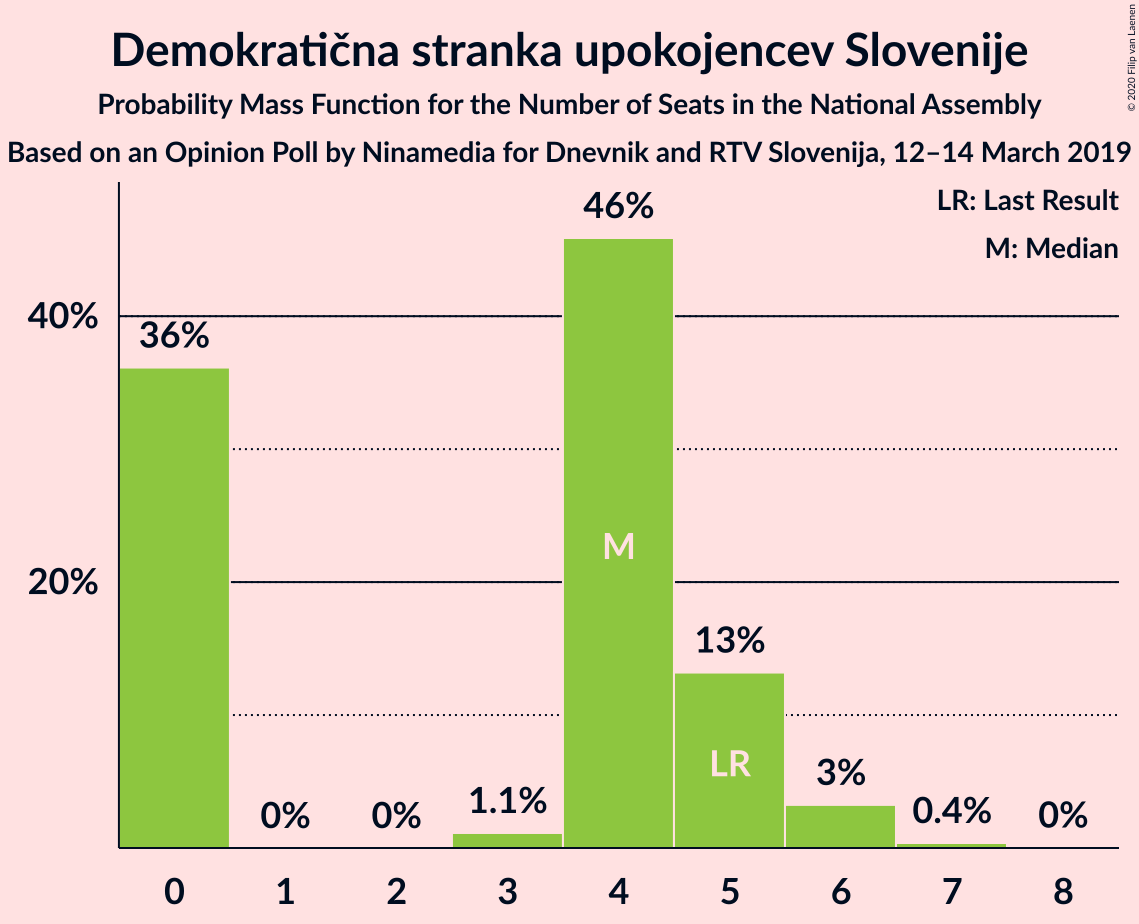 Demokratična stranka upokojencev Slovenije
Probability Mass Function for the Number of Seats in the National Assembly
Based on an Opinion Poll by Ninamedia for Dnevnik and RTV Slovenija, 12–14 March 2019
© 2020 Filip van Laenen
LR: Last Result
M: Median
40%
20%
36%
0%
0%
1.1%
46%
13%
3%
0.4%
0%
M
LR
0 1 2 3 4 5 6 7 8